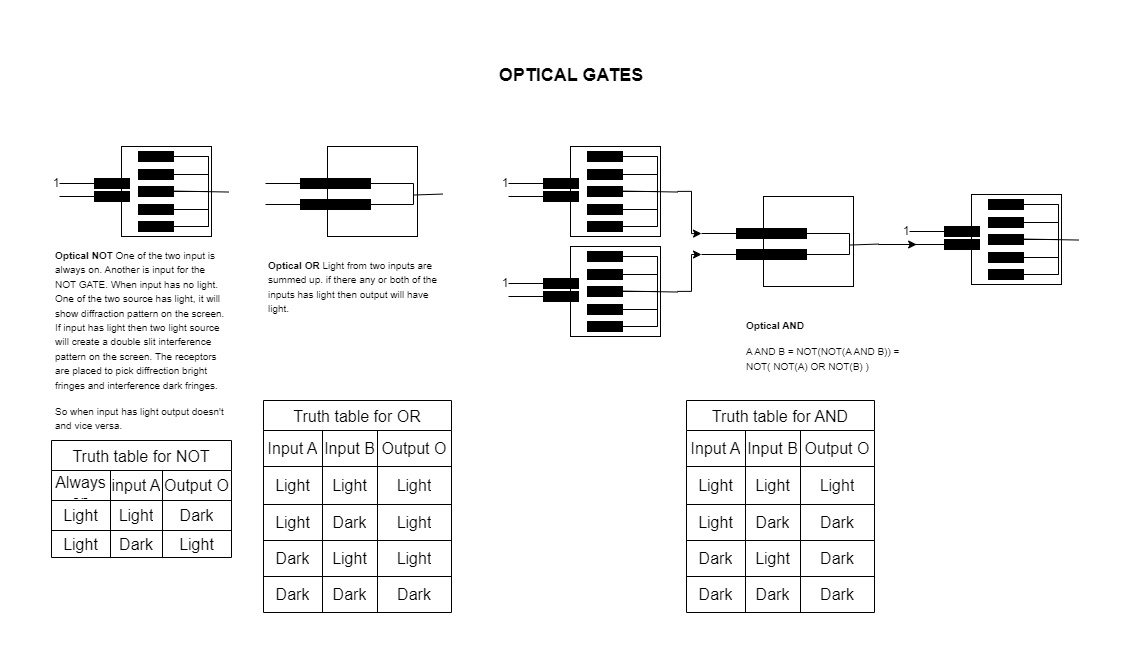 OPTICAL GATES
1
1
1
1
Optical NOT One of the two input is
always on. Another is input for the
NOT GATE. When input has no light.
One of the two source has light, it will
show diffraction pattern on the screen.
If input has light then two light source
will create a double slit interference
pattern on the screen. The receptors
are placed to pick diffrection bright
fringes and interference dark fringes.
So when input has light output doesn't
and vice versa.
Optical OR Light from two inputs are
summed up. if there any or both of the
inputs has light then output will have
light.
Optical AND
A AND B = NOT(NOT(A AND B)) =
NOT( NOT(A) OR NOT(B) )
Truth table for NOT
Always input A Output O
Light Light Dark
Light Dark Light
Truth table for OR
Input A Input B Output O
Light Light Light
Light Dark Light
Dark Light Light
Dark Dark Dark
Truth table for AND
Input A Input B Output O
Light Light Light
Light Dark Dark
Dark Light Dark
Dark Dark Dark